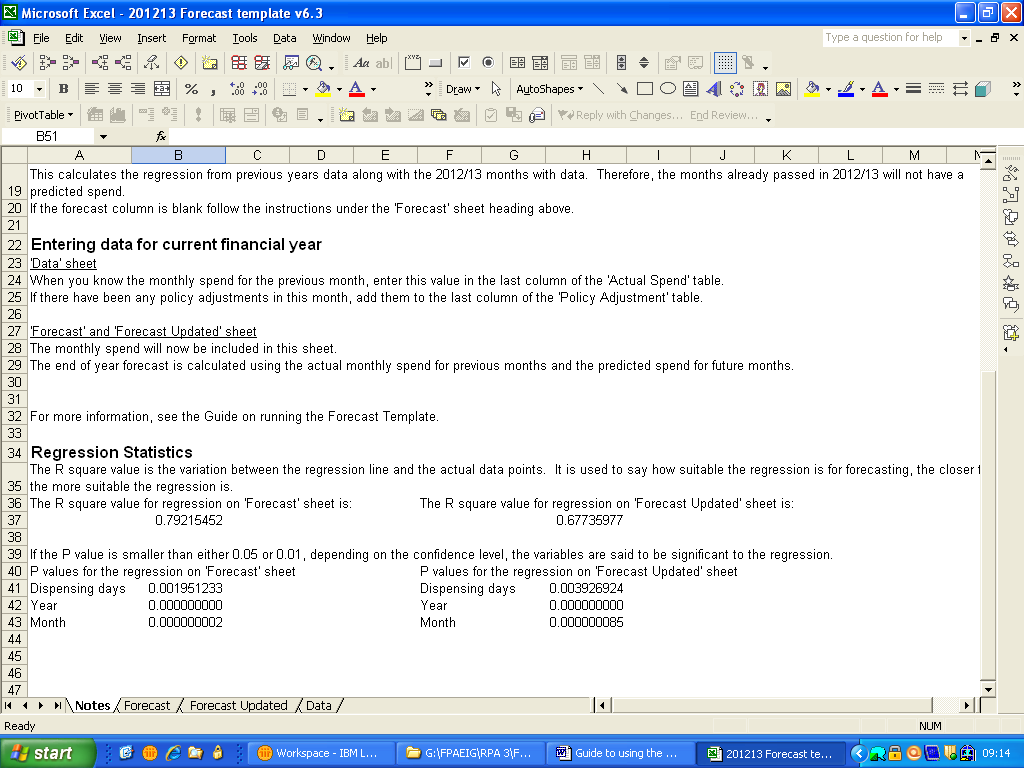 Microsoft Excel - 201213 Forecast template v6.3
File Edit View Insert Format Tools Data Window Help
Type a question for help
Aa ab
10 B % , Draw AutoShapes A
PivotTable Reply with Changes... End Review...
B51 fx
A B C D E F G H I J K L M N
This calculates the regression from previous years data along with the 2012/13 months with data. Therefore, the months already passed in 2012/13 will not have a
19 predicted spend.
20 If the forecast column is blank follow the instructions under the 'Forecast' sheet heading above.
21
22 Entering data for current financial year
23 'Data' sheet
24 When you know the monthly spend for the previous month, enter this value in the last column of the 'Actual Spend' table.
25 If there have been any policy adjustments in this month, add them to the last column of the 'Policy Adjustment' table.
26
27 'Forecast' and 'Forecast Updated' sheet
28 The monthly spend will now be included in this sheet.
29 The end of year forecast is calculated using the actual monthly spend for previous months and the predicted spend for future months.
30
31
32 For more information, see the Guide on running the Forecast Template.
33
34 Regression Statistics
The R square value is the variation between the regression line and the actual data points. It is used to say how suitable the regression is for forecasting, the closer t
35 the more suitable the regression is.
36 The R square value for regression on 'Forecast' sheet is: The R square value for regression on 'Forecast Updated' sheet is:
37 0.79215452 0.67735977
38
39 If the P value is smaller than either 0.05 or 0.01, depending on the confidence level, the variables are said to be significant to the regression.
40 P values for the regression on 'Forecast' sheet P values for the regression on 'Forecast Updated' sheet
41 Dispensing days 0.001951233 Dispensing days 0.003926924
42 Year 0.000000000 Year 0.000000000
43 Month 0.000000002 Month 0.000000085
44
45
46
47
Notes Forecast Forecast Updated Data
Ready NUM
start Workspace - IBM L... G:\FPAEIG\RPA 3\F... Guide to using the ... 201213 Forecast te... 09:14